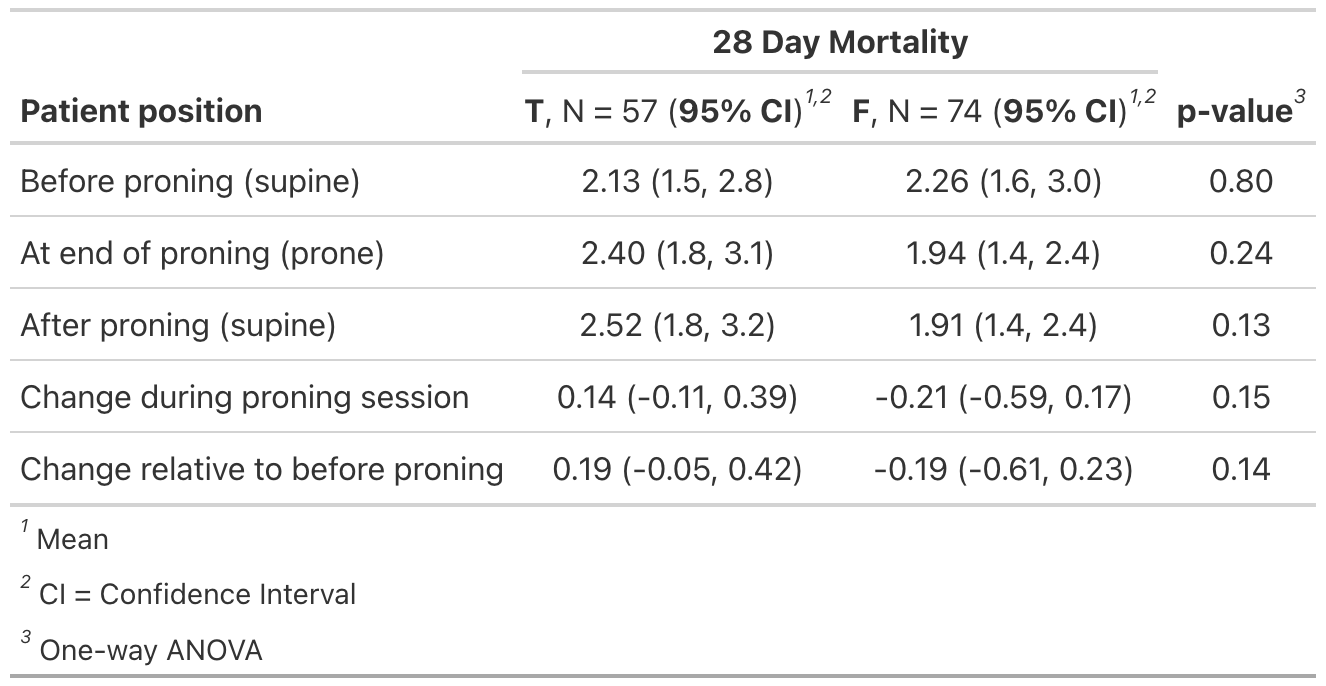 28 Day Mortality
Patient position T, N = 57 (95% CI)1,2 F, N = 74 (95% CI)1,2 p-value3
Before proning (supine) 2.13 (1.5, 2.8) 2.26 (1.6, 3.0) 0.80
At end of proning (prone) 2.40 (1.8, 3.1) 1.94 (1.4, 2.4) 0.24
After proning (supine) 2.52 (1.8, 3.2) 1.91 (1.4, 2.4) 0.13
Change during proning session 0.14 (-0.11, 0.39) -0.21 (-0.59, 0.17) 0.15
Change relative to before proning 0.19 (-0.05, 0.42) -0.19 (-0.61, 0.23) 0.14
1 Mean
2 CI = Confidence Interval
3 One-way ANOVA